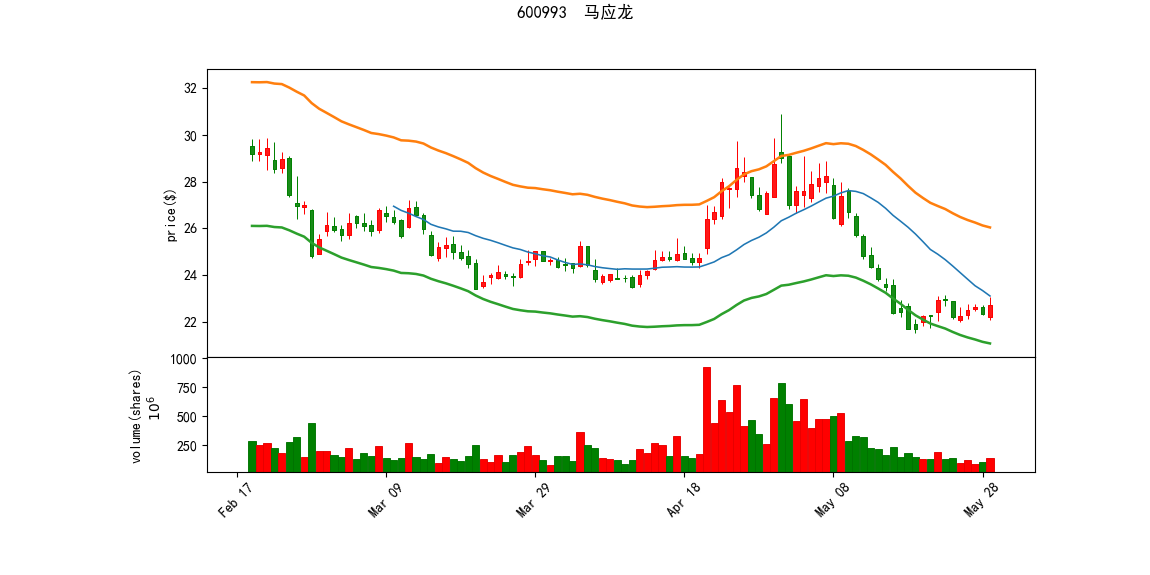 600993 马应龙
price($)
32
30
28
26
24
22
volume(shares)
10^6
1000
750
500
250
Feb 17
Mar 09
Mar 29
Apr 18
May 08
May 28